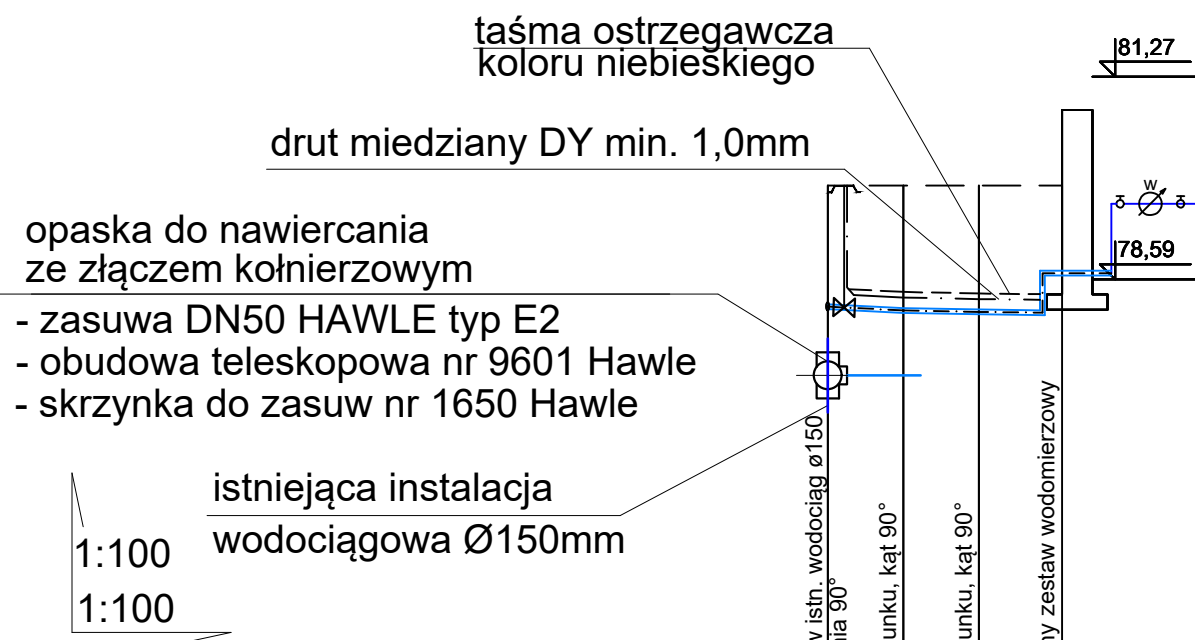 taśma ostrzegawcza
koloru niebieskiego
81,27
drut miedziany DY min. 1,0mm
W
opaska do nawiercania
ze złączem kołnierzowym
78,59
- zasuwa DN50 HAWLE typ E2
- obudowa teleskopowa nr 9601 Hawle
- skrzynka do zasuw nr 1650 Hawle
istniejąca instalacja
wodociągowa Ø150mm
1:100
1:100
w istn. wodociąg ø150
90°
kąt 90°
kąt 90°
zestaw wodomierzowy